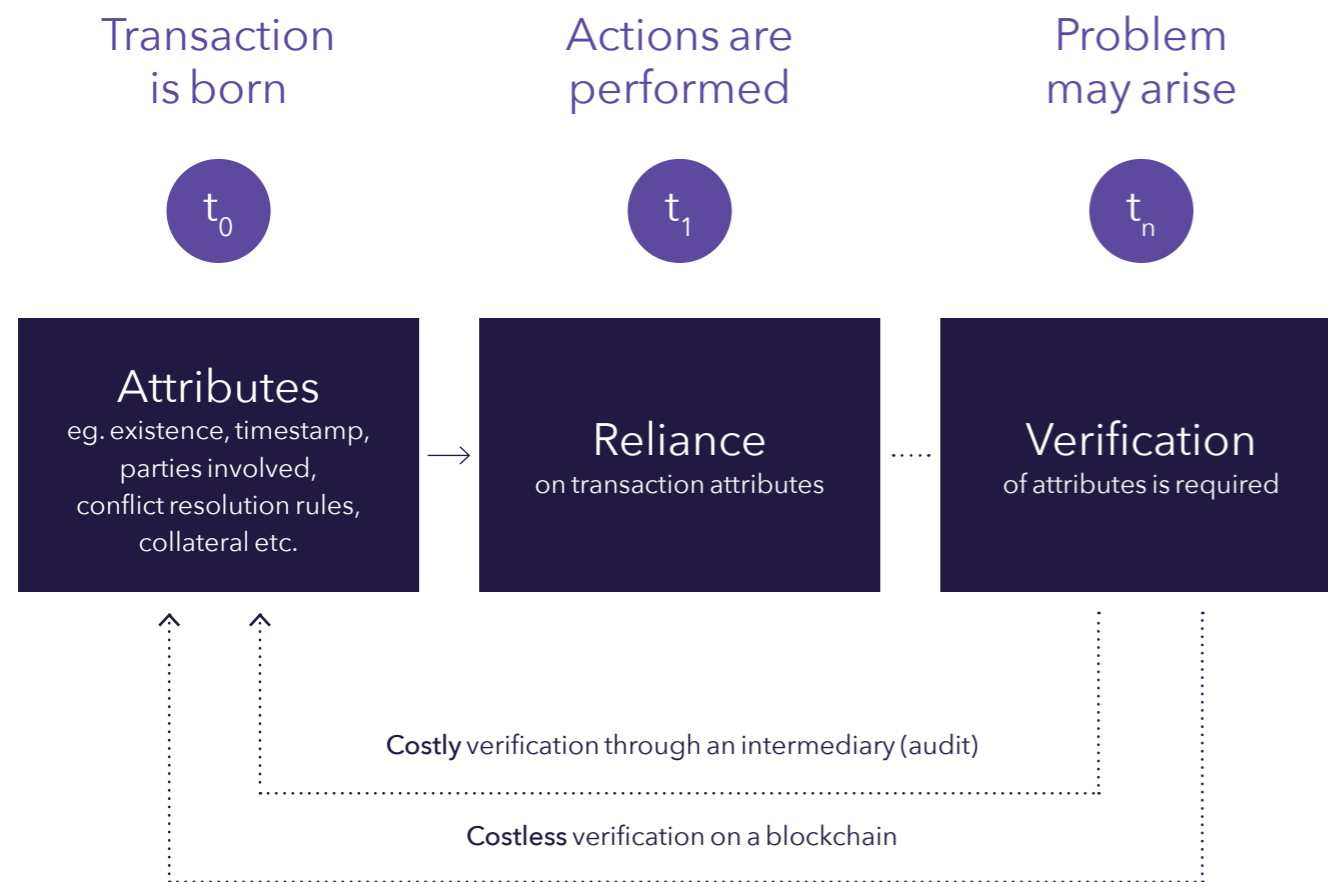 Transaction
is born
Actions are
performed
Problem
may arise
t0
t1
tn
Attributes
eg. existence, timestamp,
parties involved,
conflict resolution rules,
collateral etc.
Reliance
on transaction attributes
Verification
of attributes is required
Costly verification through an intermediary (audit)
Costless verification on a blockchain